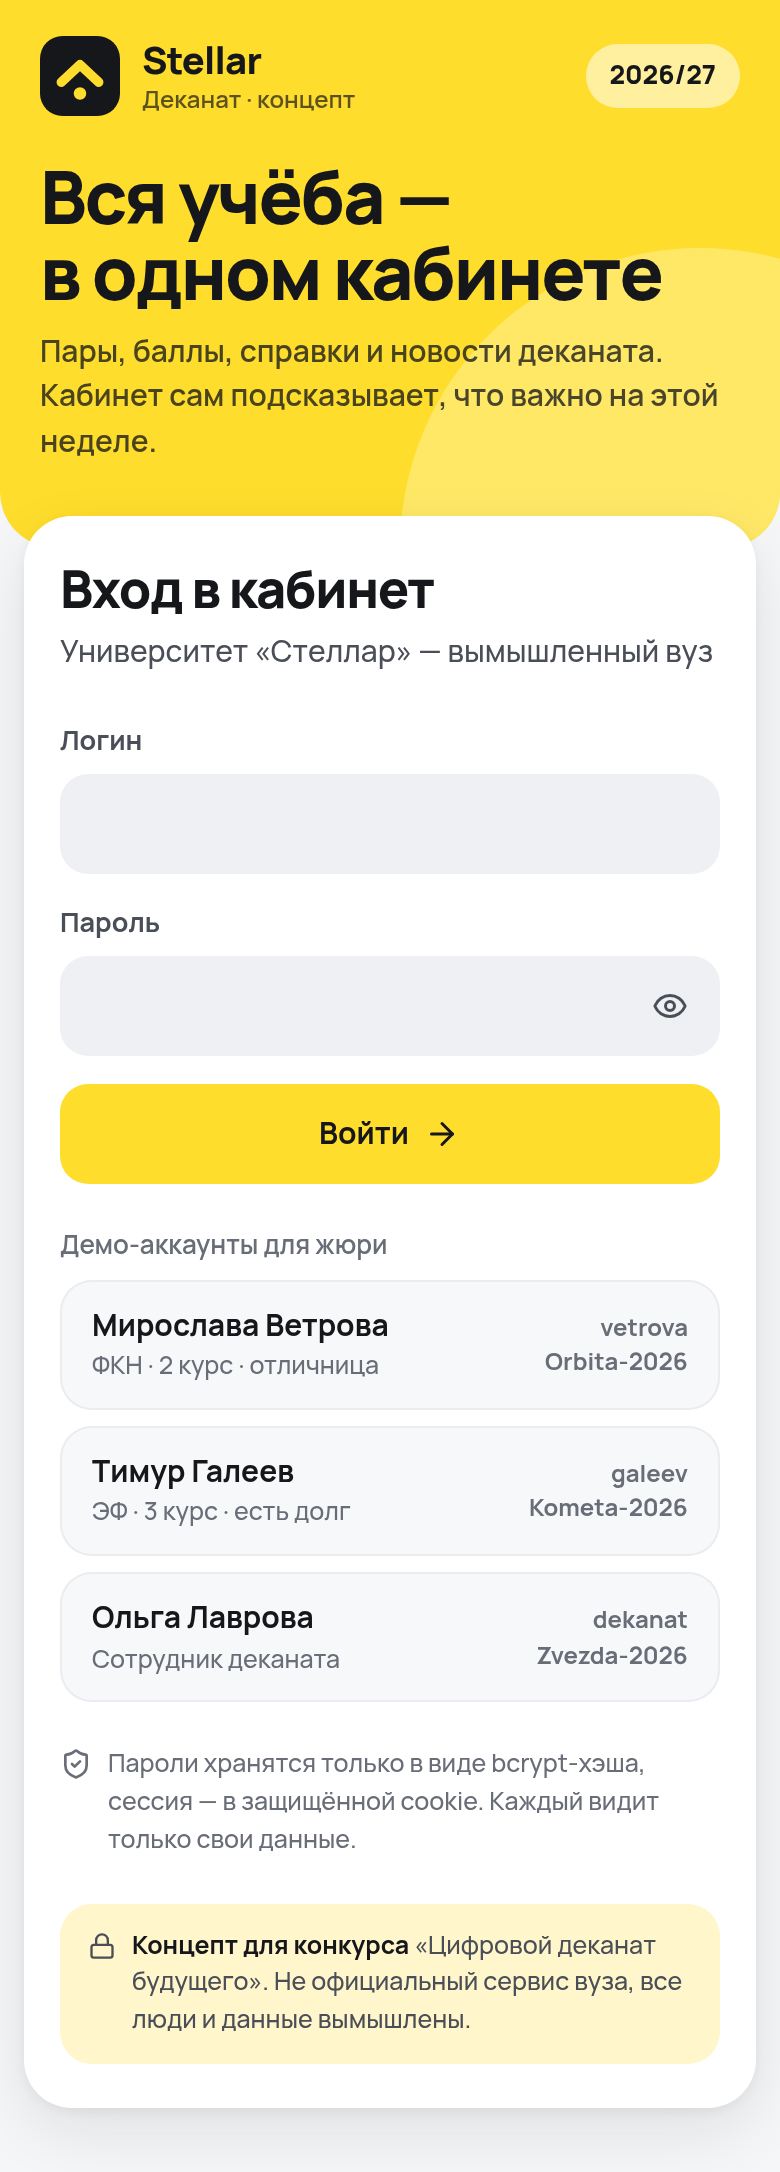 Stellar
Деканат · концепт
2026/27
Вся учёба —
в одном кабинете
Пары, баллы, справки и новости деканата.
Кабинет сам подсказывает, что важно на этой
неделе.
Вход в кабинет
Университет «Стеллар» — вымышленный вуз
Логин
Пароль
Войти →
Демо-аккаунты для жюри
Мирослава Ветрова
ФКН · 2 курс · отличница
vetrova
Orbita-2026
Тимур Галеев
ЭФ · 3 курс · есть долг
galeev
Kometa-2026
Ольга Лаврова
Сотрудник деканата
dekanat
Zvezda-2026
Пароли хранятся только в виде bcrypt-хэша,
сессия — в защищённой cookie. Каждый видит
только свои данные.
Концепт для конкурса «Цифровой деканат
будущего». Не официальный сервис вуза, все
люди и данные вымышлены.